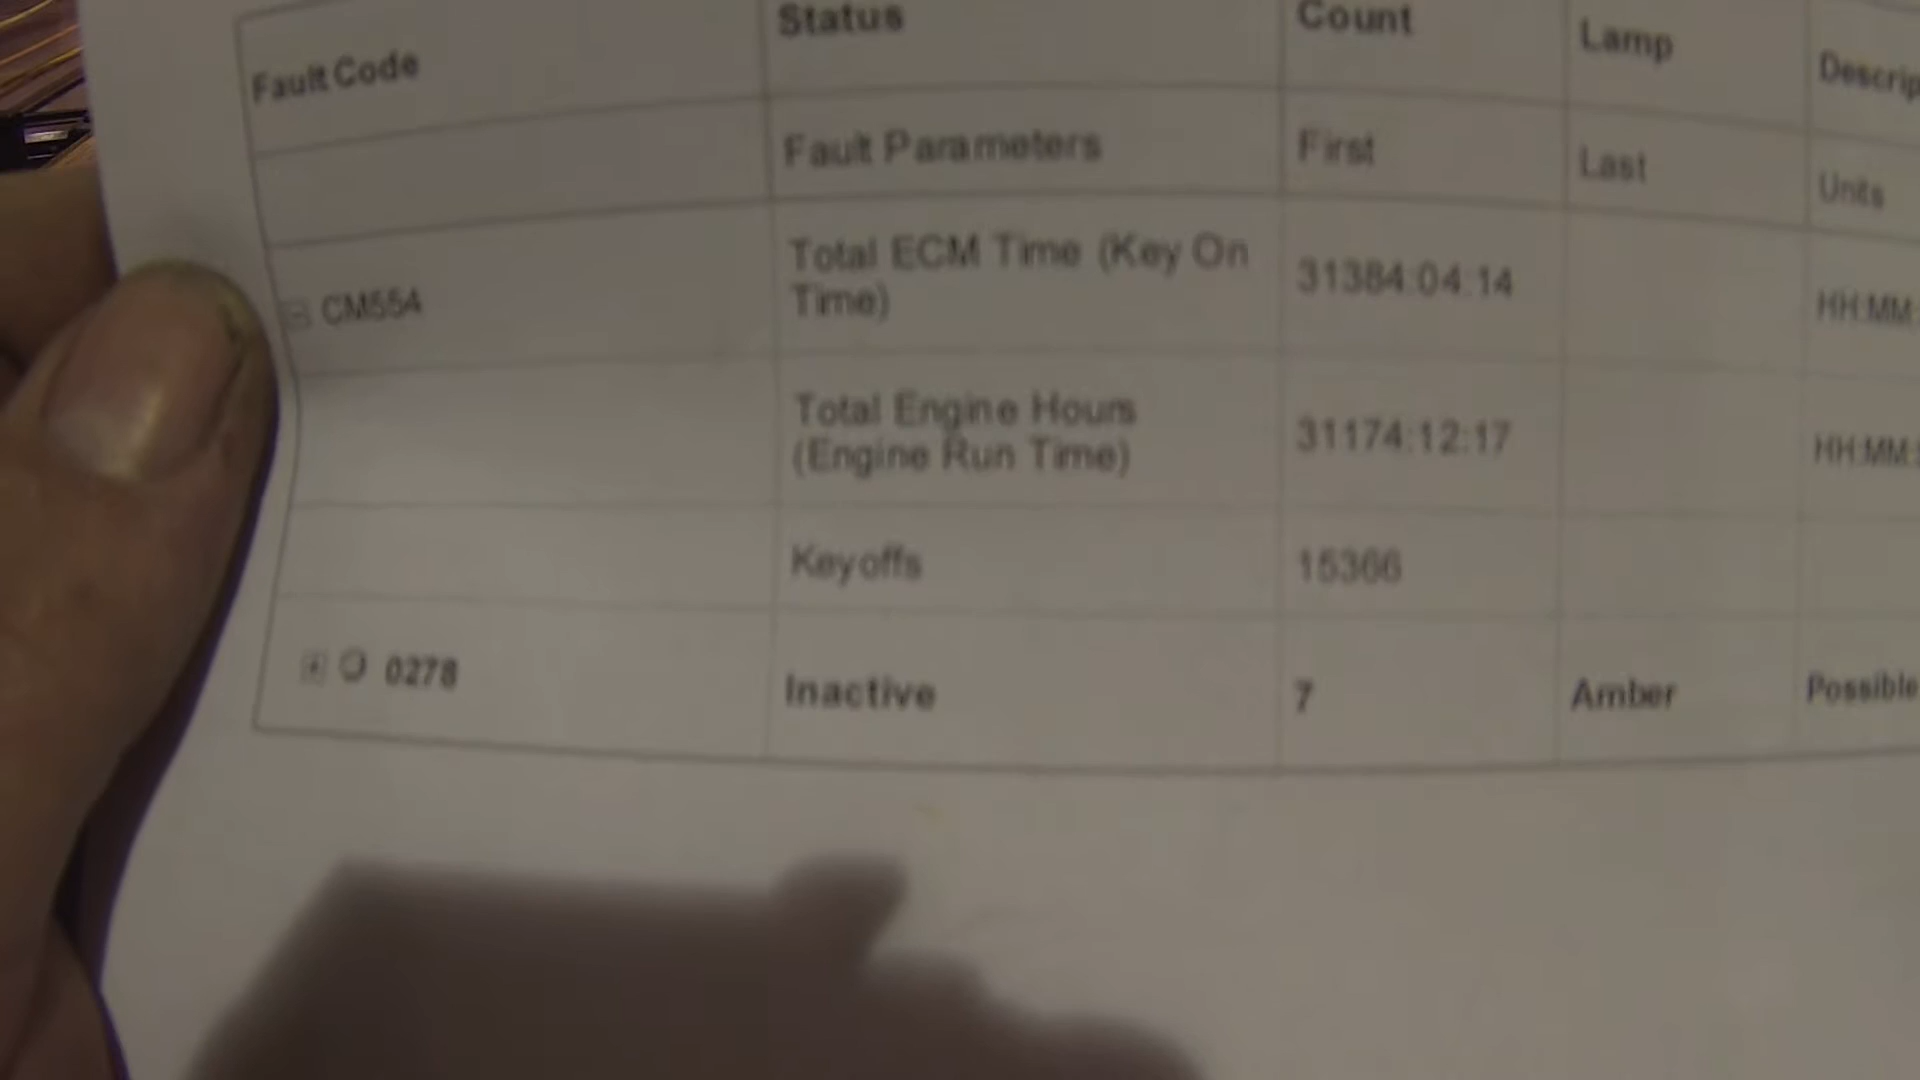 Fault Code Status Count Lamp Descrip
Fault Parameters First Last Units
CM554 Total ECM Time (Key On Time) 31384:04:14 HH:MM:
Total Engine Hours (Engine Run Time) 31174:12:17 HH:MM:
Keyoffs 15366
0278 Inactive 7 Amber Possible